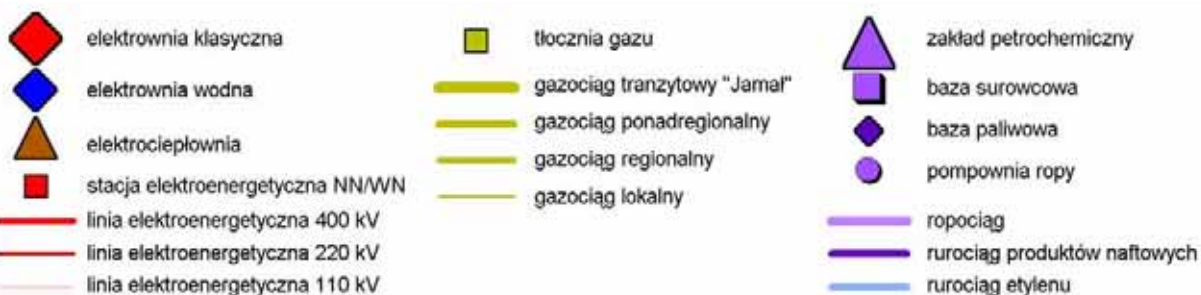 elektrownia klasyczna
elektrownia wodna
elektrociepłownia
stacja elektroenergetyczna NN/WN
linia elektroenergetyczna 400 kV
linia elektroenergetyczna 220 kV
linia elektroenergetyczna 110 kV
tłocznia gazu
gazociąg tranzytowy "Jamał"
gazociąg ponadregionalny
gazociąg regionalny
gazociąg lokalny
zakład petrochemiczny
baza surowcowa
baza paliwowa
pompownia ropy
ropociąg
rurociąg produktów naftowych
rurociąg etylenu